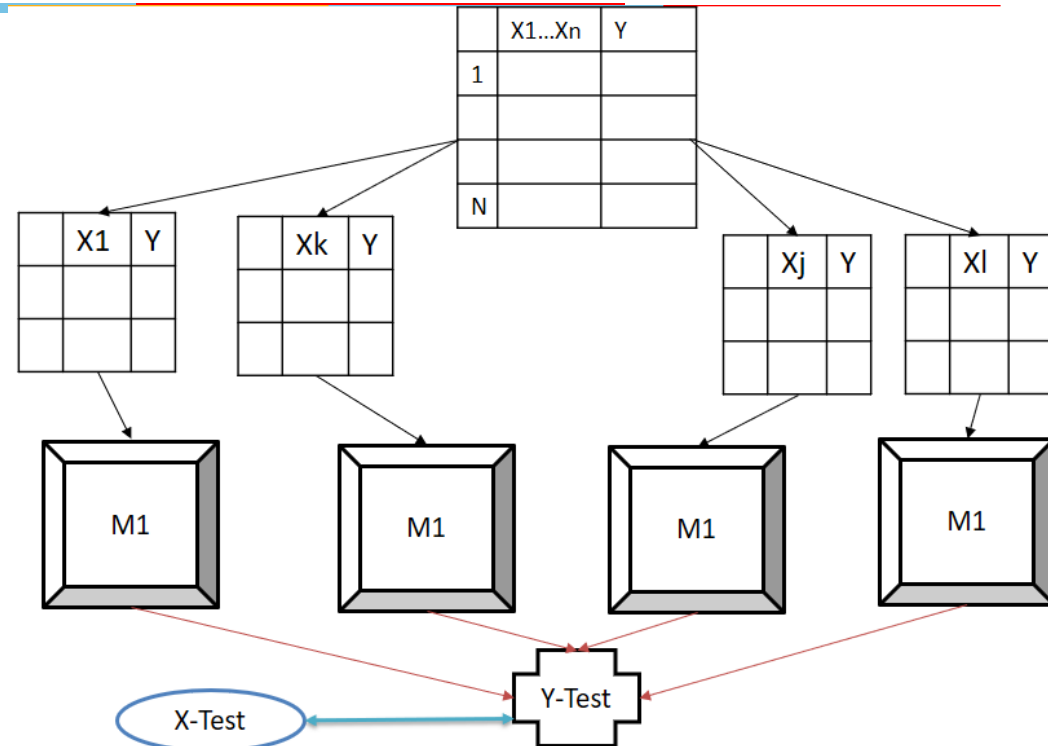 X1...Xn Y
1
N
X1 Y
Xk Y
Xj Y
Xl Y
M1
M1
M1
M1
Y-Test
X-Test